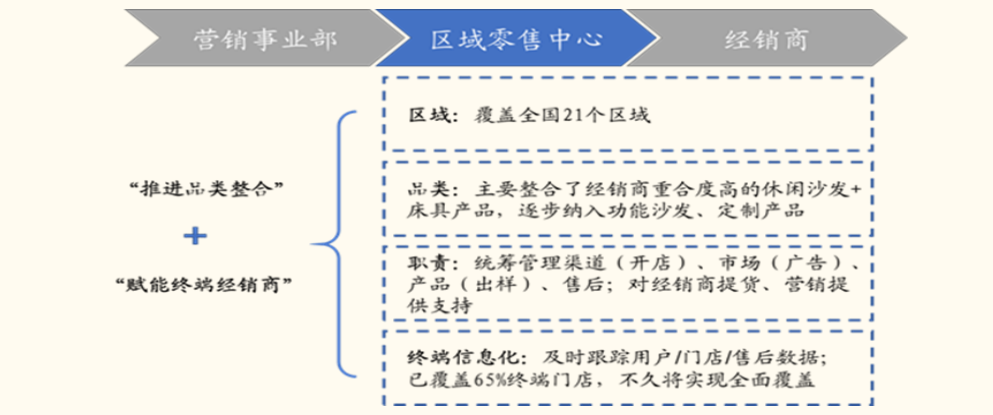 营销事业部
区域零售中心
经销商
区域：覆盖全国21个区域
“推进品类整合”
+
“赋能终端经销商”
品类：主要整合了经销商重合度高的休闲沙发+
床具产品，逐步纳入功能沙发、定制产品
职责：统筹管理渠道（开店）、市场（广告）、
产品（出样）、售后；对经销商提货、营销提
供支持
终端信息化：及时跟踪用户/门店/售后数据；
已覆盖65%终端门店，不久将实现全面覆盖